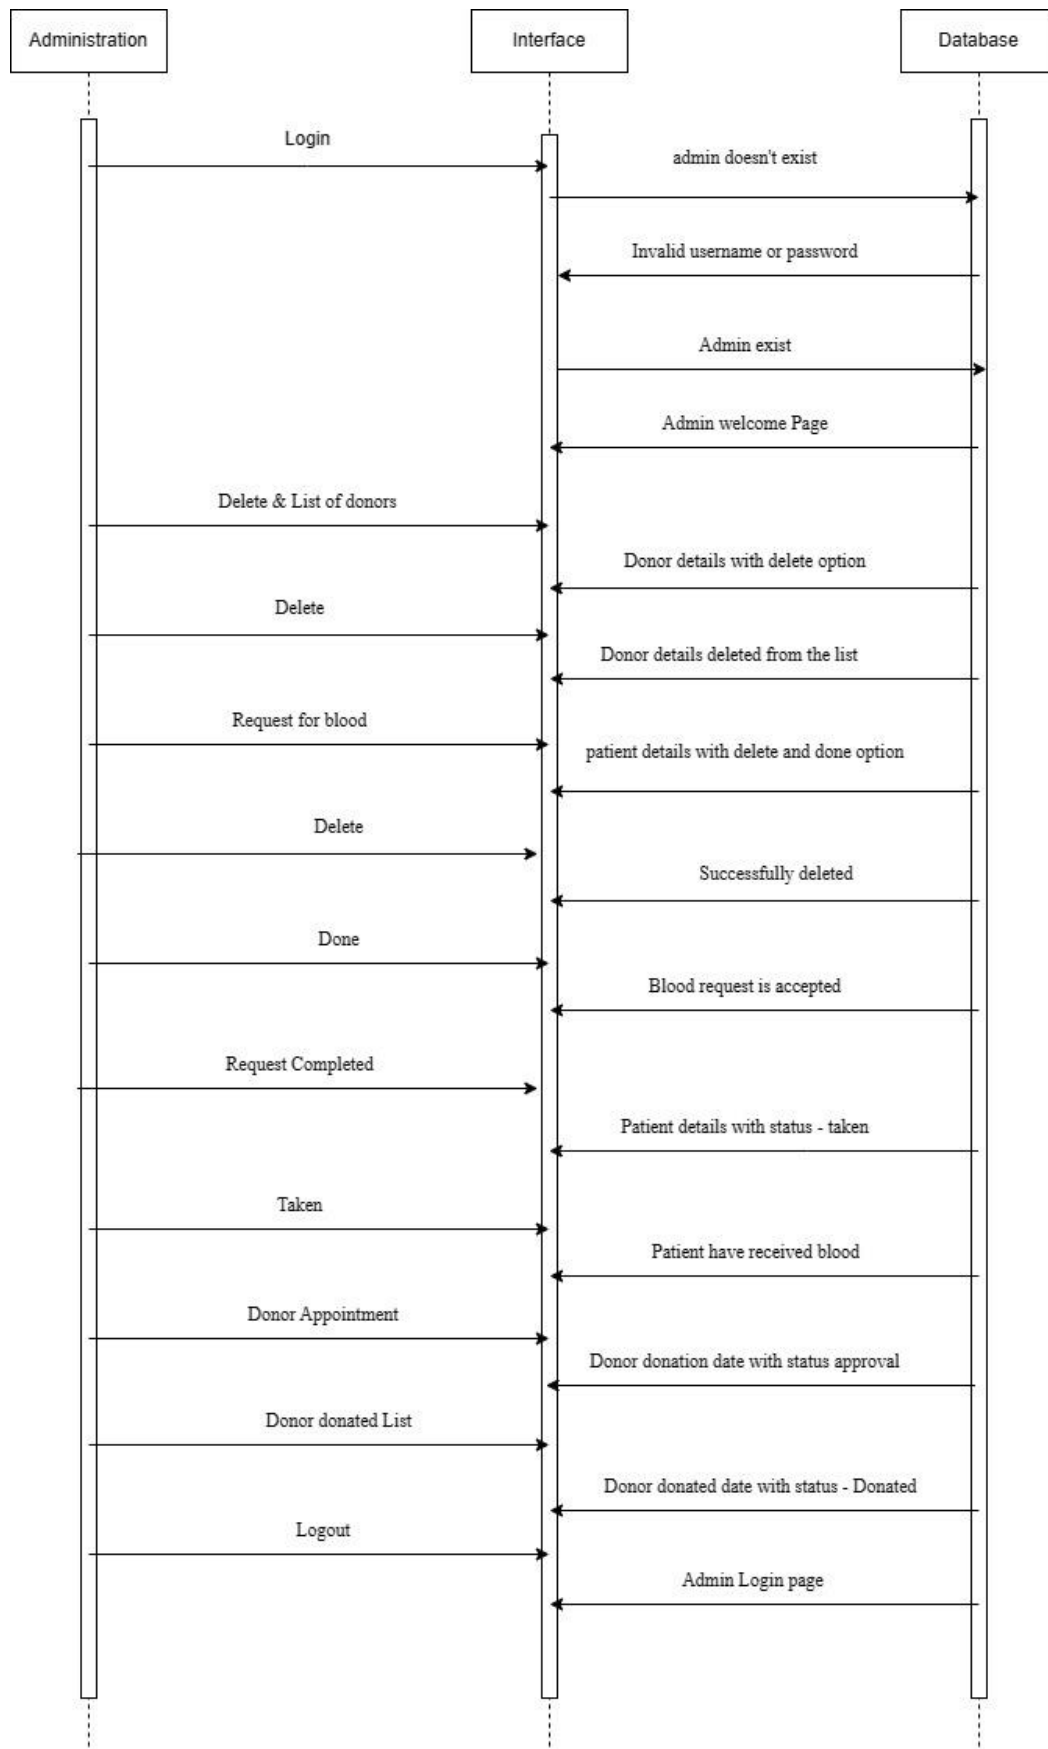 Administration
Interface
Database
Login
admin doesn't exist
Invalid username or password
Admin exist
Admin welcome Page
Delete & List of donors
Donor details with delete option
Delete
Donor details deleted from the list
Request for blood
patient details with delete and done option
Delete
Successfully deleted
Done
Blood request is accepted
Request Completed
Patient details with status - taken
Taken
Patient have received blood
Donor Appointment
Donor donation date with status approval
Donor donated List
Donor donated date with status - Donated
Logout
Admin Login page